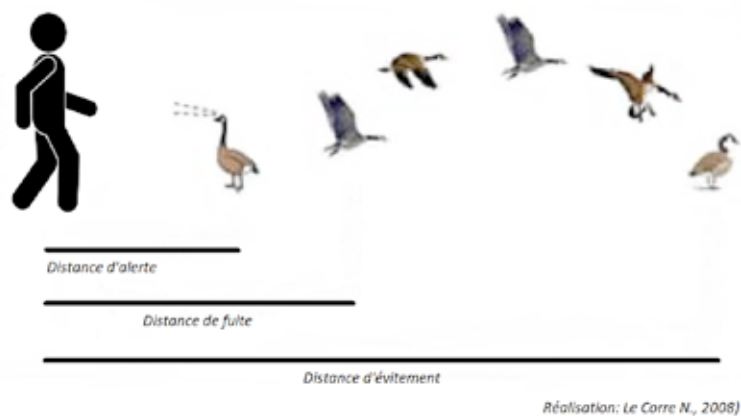 Distance d'alerte
Distance de fuite
Distance d'évitement
Réalisation: Le Corre N., 2008)